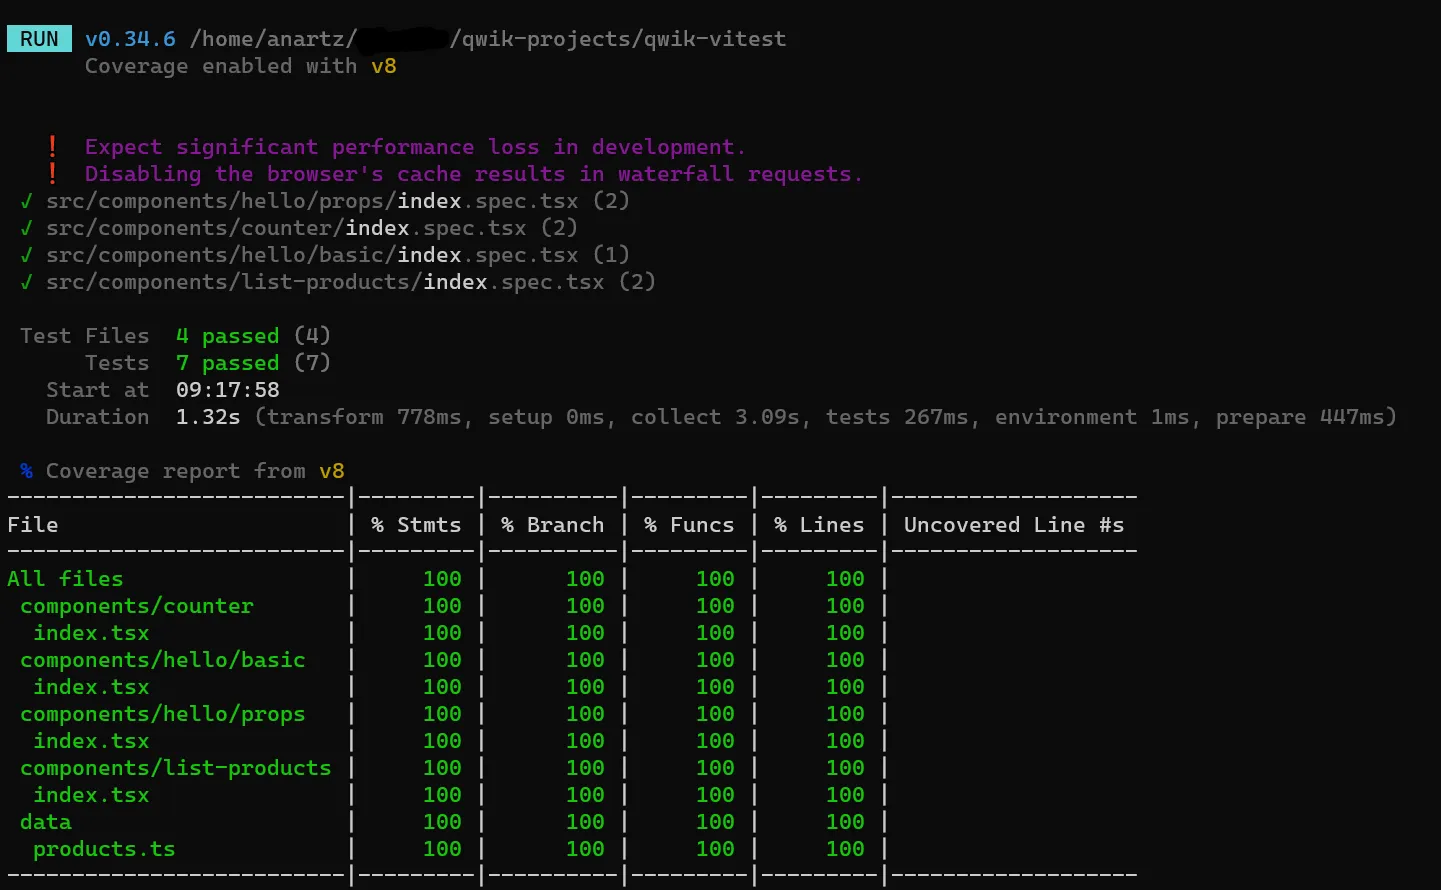 RUN v0.34.6 /home/anartz/ /qwik-projects/qwik-vitest
Coverage enabled with v8
! Expect significant performance loss in development.
! Disabling the browser's cache results in waterfall requests.
✓ src/components/hello/props/index.spec.tsx (2)
✓ src/components/counter/index.spec.tsx (2)
✓ src/components/hello/basic/index.spec.tsx (1)
✓ src/components/list-products/index.spec.tsx (2)
Test Files 4 passed (4)
Tests 7 passed (7)
Start at 09:17:58
Duration 1.32s (transform 778ms, setup 0ms, collect 3.09s, tests 267ms, environment 1ms, prepare 447ms)
% Coverage report from v8
--------------------------|---------|----------|---------|---------|-------------------
File | % Stmts | % Branch | % Funcs | % Lines | Uncovered Line #s
--------------------------|---------|----------|---------|---------|-------------------
All files | 100 | 100 | 100 | 100 |
components/counter | 100 | 100 | 100 | 100 |
index.tsx | 100 | 100 | 100 | 100 |
components/hello/basic | 100 | 100 | 100 | 100 |
index.tsx | 100 | 100 | 100 | 100 |
components/hello/props | 100 | 100 | 100 | 100 |
index.tsx | 100 | 100 | 100 | 100 |
components/list-products | 100 | 100 | 100 | 100 |
index.tsx | 100 | 100 | 100 | 100 |
data | 100 | 100 | 100 | 100 |
products.ts | 100 | 100 | 100 | 100 |
--------------------------|---------|----------|---------|---------|-------------------